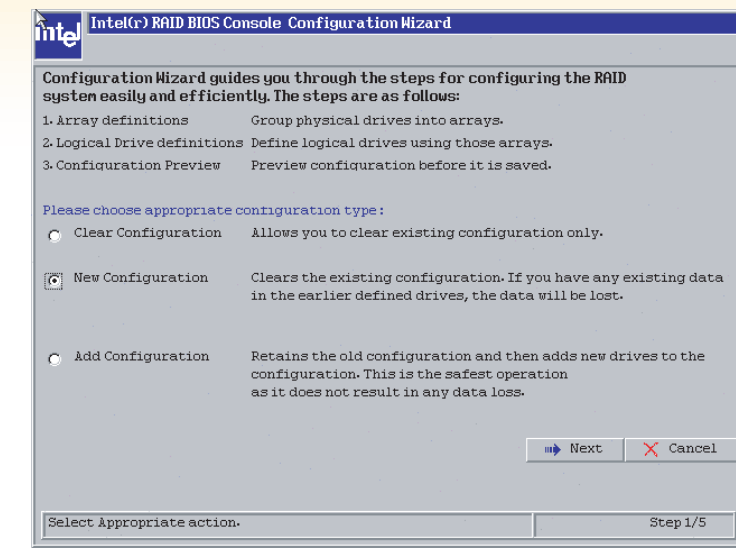 intel
Intel(r) RAID BIOS Console Configuration Wizard
Configuration Wizard guides you through the steps for configuring the RAID
system easily and efficiently. The steps are as follows:
1. Array definitions Group physical drives into arrays.
2. Logical Drive definitions Define logical drives using those arrays.
3. Configuration Preview Preview configuration before it is saved.
Please choose appropriate configuration type:
Clear Configuration Allows you to clear existing configuration only.
New Configuration Clears the existing configuration. If you have any existing data
in the earlier defined drives, the data will be lost.
Add Configuration Retains the old configuration and then adds new drives to the
configuration. This is the safest operation
as it does not result in any data loss.
Next Cancel
Select Appropriate action. Step 1/5